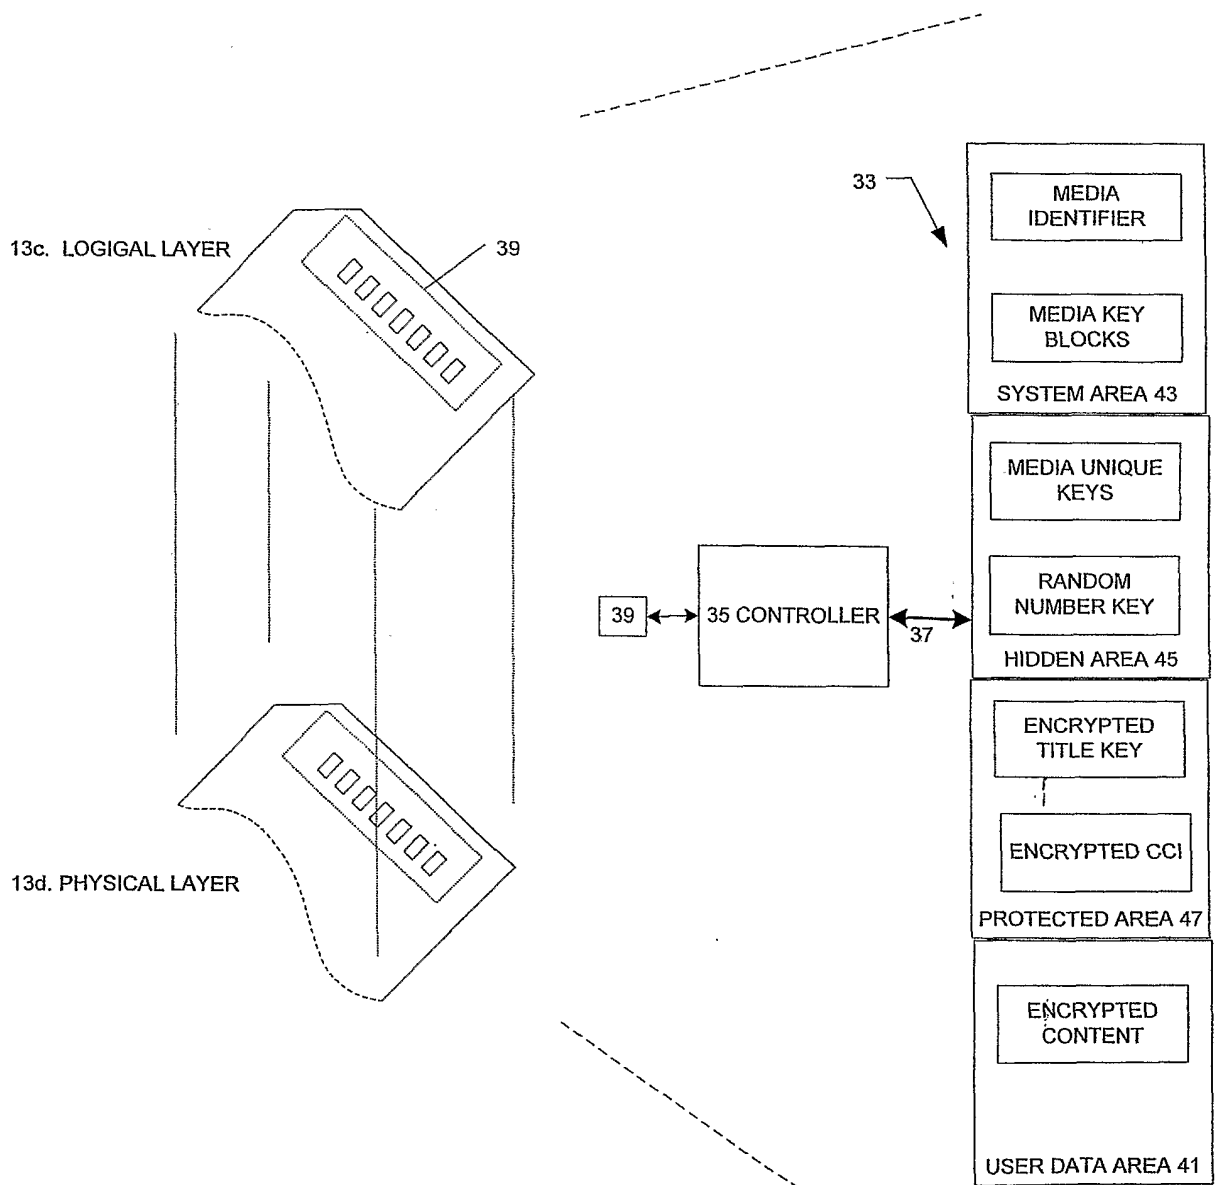 33
MEDIA
IDENTIFIER
13c. LOGIGAL LAYER
39
MEDIA KEY
BLOCKS
SYSTEM AREA 43
MEDIA UNIQUE
KEYS
RANDOM
NUMBER KEY
39
35 CONTROLLER
37
HIDDEN AREA 45
ENCRYPTED
TITLE KEY
ENCRYPTED CCI
13d. PHYSICAL LAYER
PROTECTED AREA 47
ENCRYPTED
CONTENT
USER DATA AREA 41